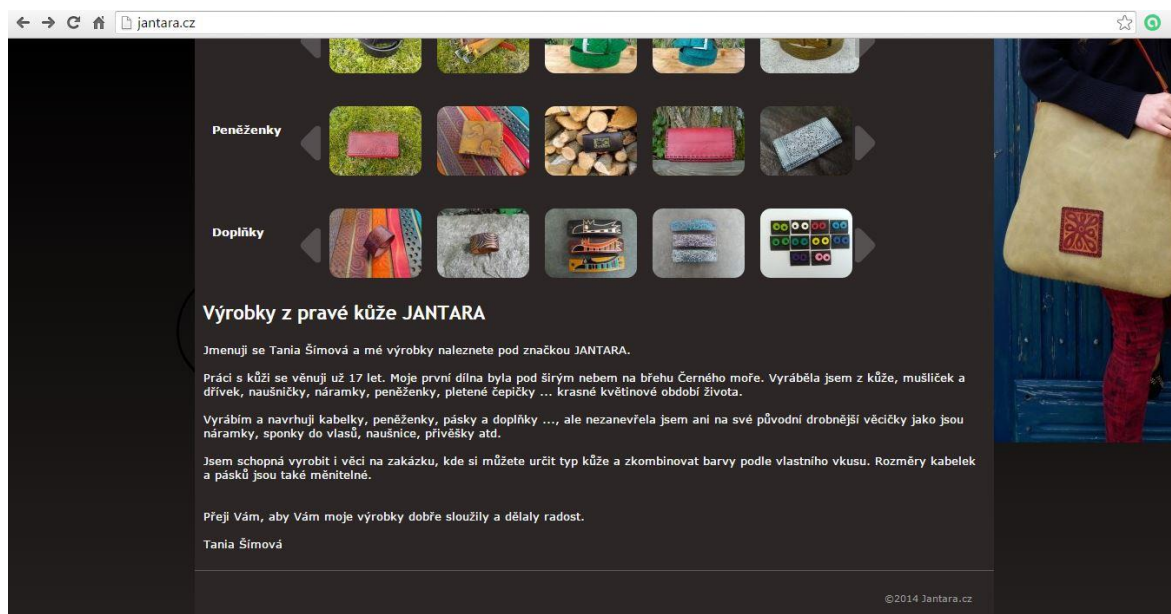 jantara.cz
Peněženky
Doplňky
Výrobky z pravé kůže JANTARA
Jmenuji se Tania Šímová a mé výrobky naleznete pod značkou JANTARA.
Práci s kůži se věnuji už 17 let. Moje první dílna byla pod širým nebem na břehu Černého moře. Vyráběla jsem z kůže, mušliček a
dřívek, naušničky, náramky, peněženky, pletené čepičky ... krasné květinové období života.
Vyrábím a navrhuji kabelky, peněženky, pásky a doplňky ..., ale nezanevřela jsem ani na své původní drobnější věcičky jako jsou
náramky, sponky do vlasů, naušnice, přivěšky atd.
Jsem schopná vyrobit i věci na zakázku, kde si můžete určit typ kůže a zkombinovat barvy podle vlastního vkusu. Rozměry kabelek
a pásků jsou také měnitelné.
Přeji Vám, aby Vám moje výrobky dobře sloužily a dělaly radost.
Tania Šímová
©2014 Jantara.cz